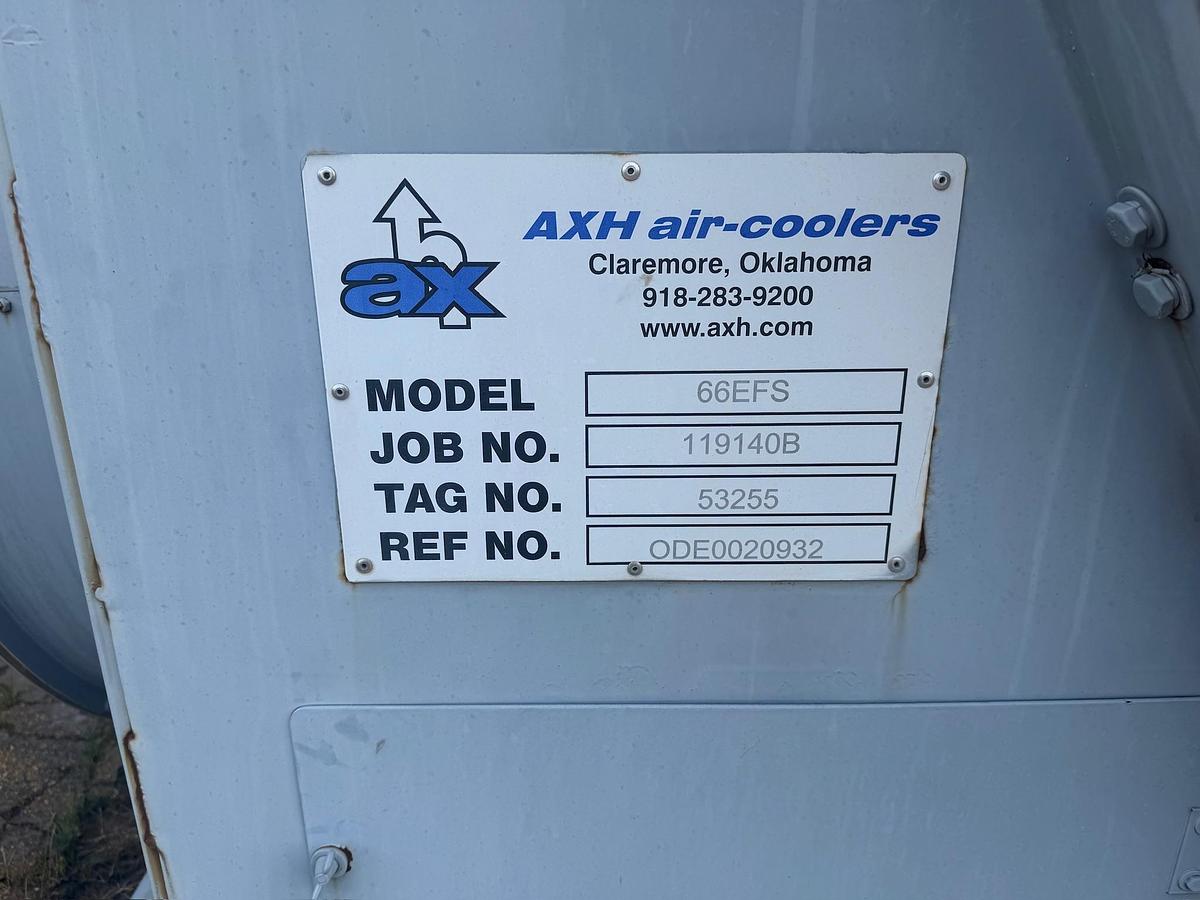 axh
AXH air-coolers
Claremore, Oklahoma
918-283-9200
www.axh.com
MODEL 66EFS
JOB NO. 119140B
TAG NO. 53255
REF NO. ODE0020932